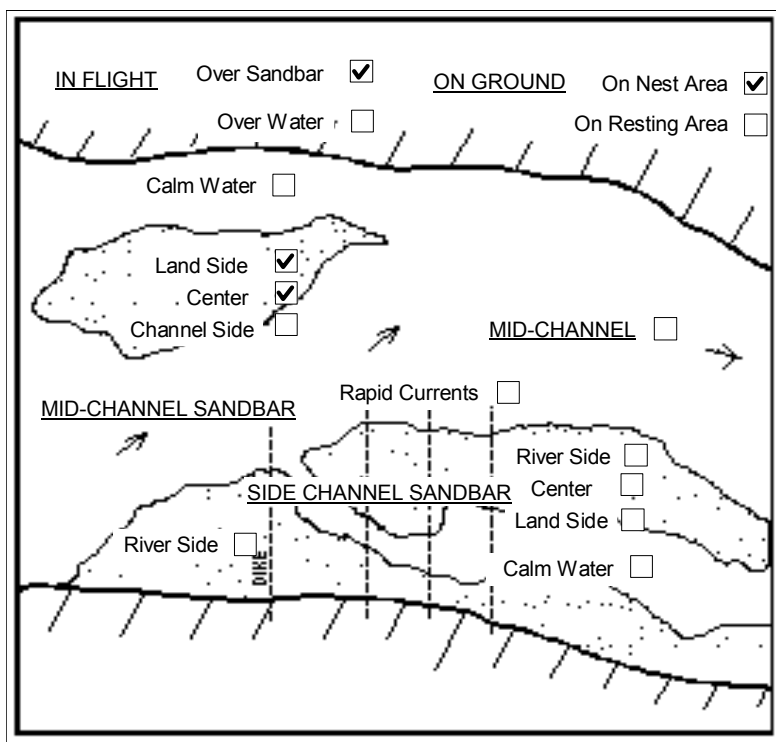 IN FLIGHT Over Sandbar ON GROUND On Nest Area
Over Water On Resting Area
Calm Water
Land Side
Center
Channel Side MID-CHANNEL
Rapid Currents
MID-CHANNEL SANDBAR
River Side
SIDE CHANNEL SANDBAR Center
Land Side
River Side
DIKE
Calm Water